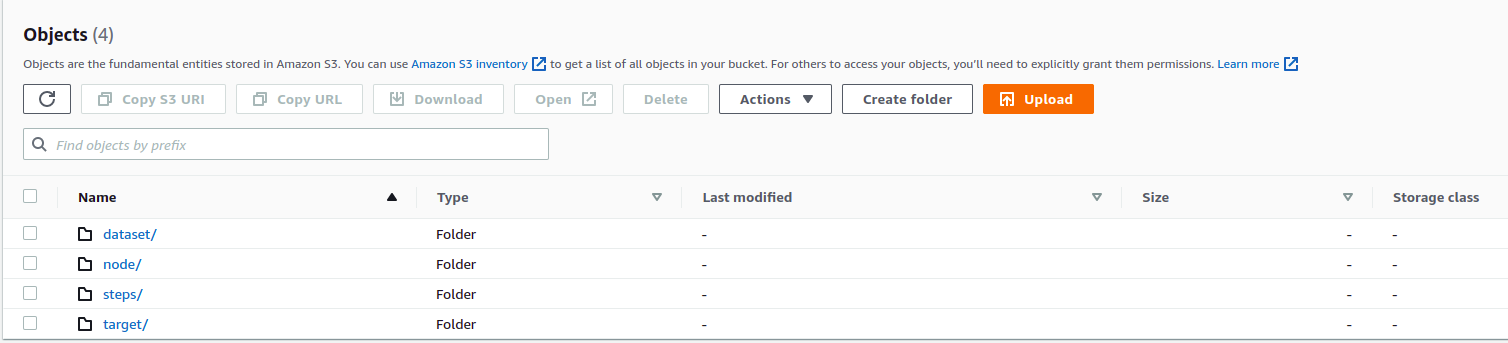 Objects (4)
Objects are the fundamental entities stored in Amazon S3. You can use Amazon S3 inventory to get a list of all objects in your bucket. For others to access your objects, you'll need to explicitly grant them permissions. Learn more
Copy S3 URI Copy URL Download Open Delete Actions Create folder Upload
Find objects by prefix
Name Type Last modified Size Storage class
dataset/ Folder - - -
node/ Folder - - -
steps/ Folder - - -
target/ Folder - - -